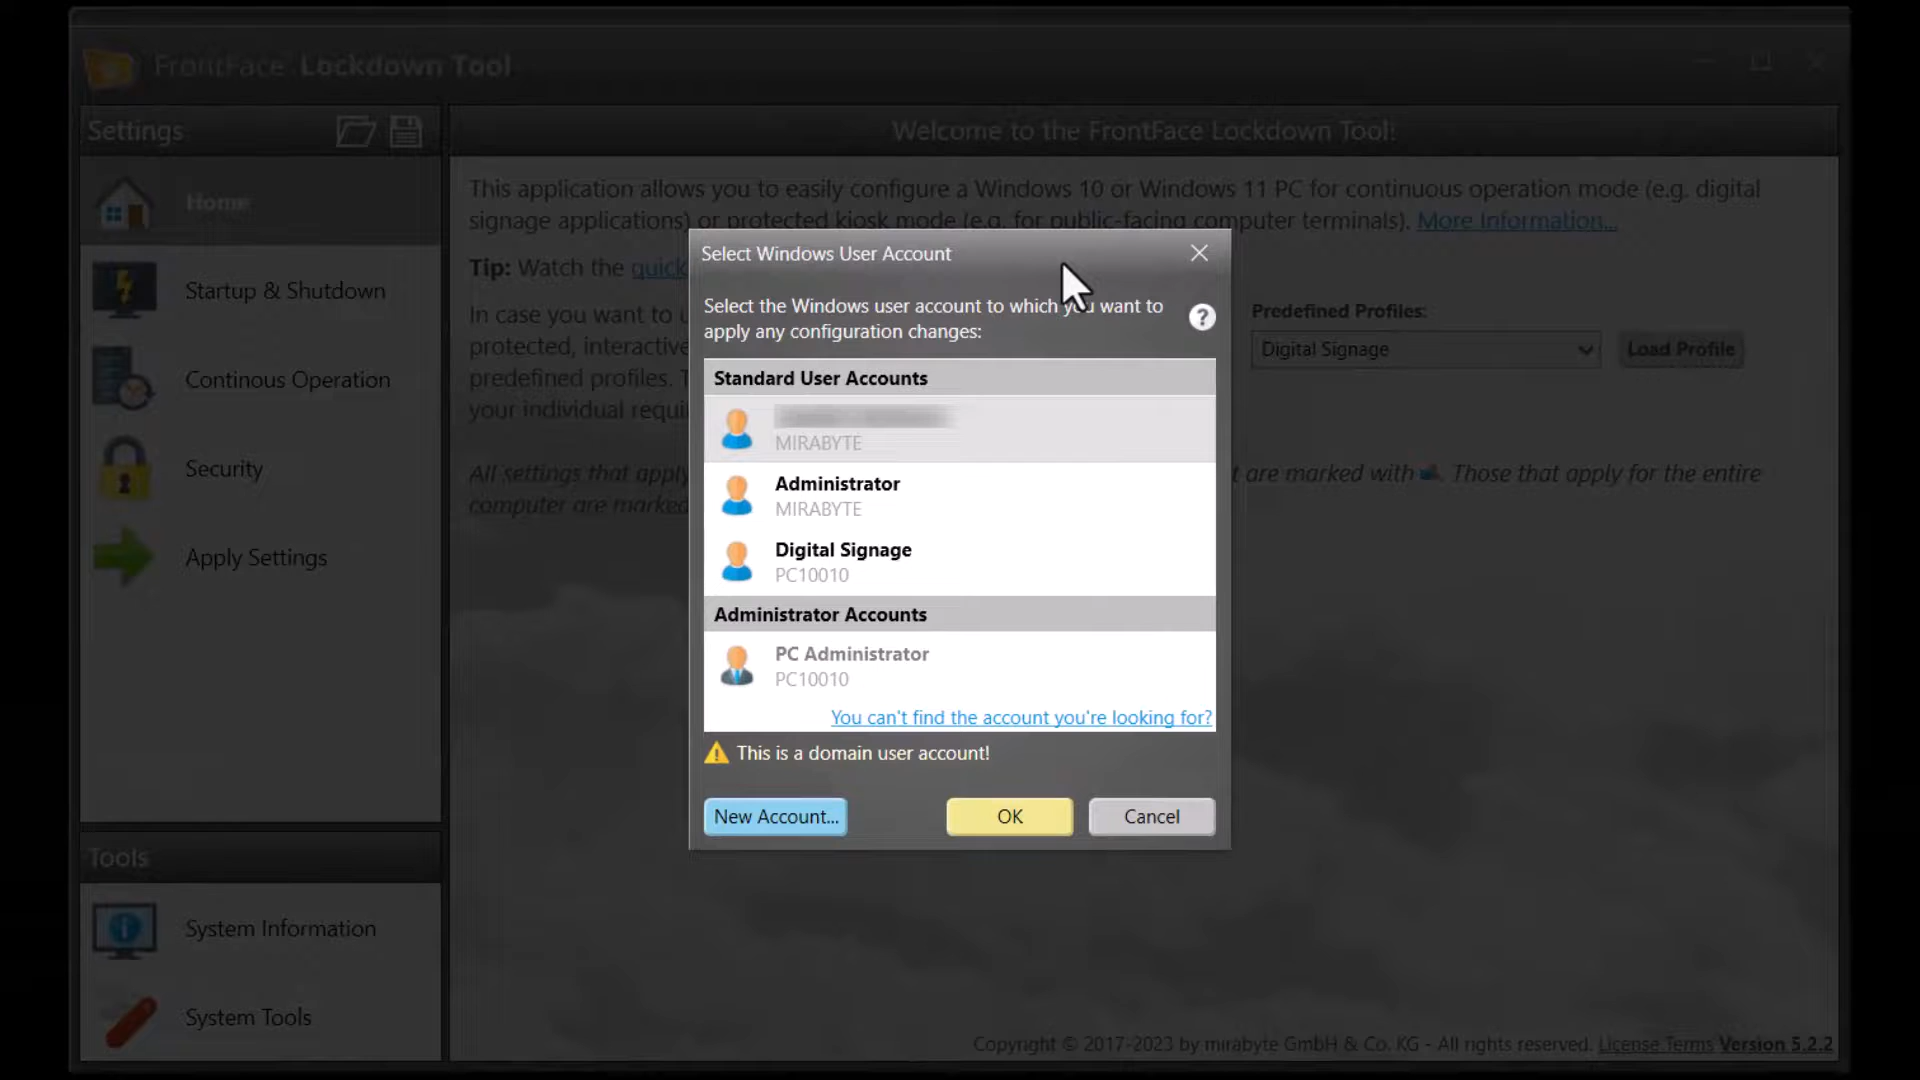 FrontFace Lockdown Tool
Settings
Welcome to the FrontFace Lockdown Tool!
Home
Startup & Shutdown
Continous Operation
Security
Apply Settings
Tools
System Information
System Tools
This application allows you to easily configure a Windows 10 or Windows 11 PC for continuous operation mode (e.g. digital
signage applications) or protected kiosk mode (e.g. for public-facing computer terminals). More Information...
Tip: Watch the quick
In case you want to
protected, interactive
predefined profiles.
your individual requi
Predefined Profiles:
Digital Signage
Load Profile
All settings that apply
t are marked with . Those that apply for the entire
computer are marked
Select Windows User Account
Select the Windows user account to which you want to
apply any configuration changes:
?
Standard User Accounts
MIRABYTE
Administrator
MIRABYTE
Digital Signage
PC10010
Administrator Accounts
PC Administrator
PC10010
You can't find the account you're looking for?
This is a domain user account!
New Account...
OK
Cancel
Copyright © 2017-2023 by mirabyte GmbH & Co. KG - All rights reserved. License Terms Version 5.2.2